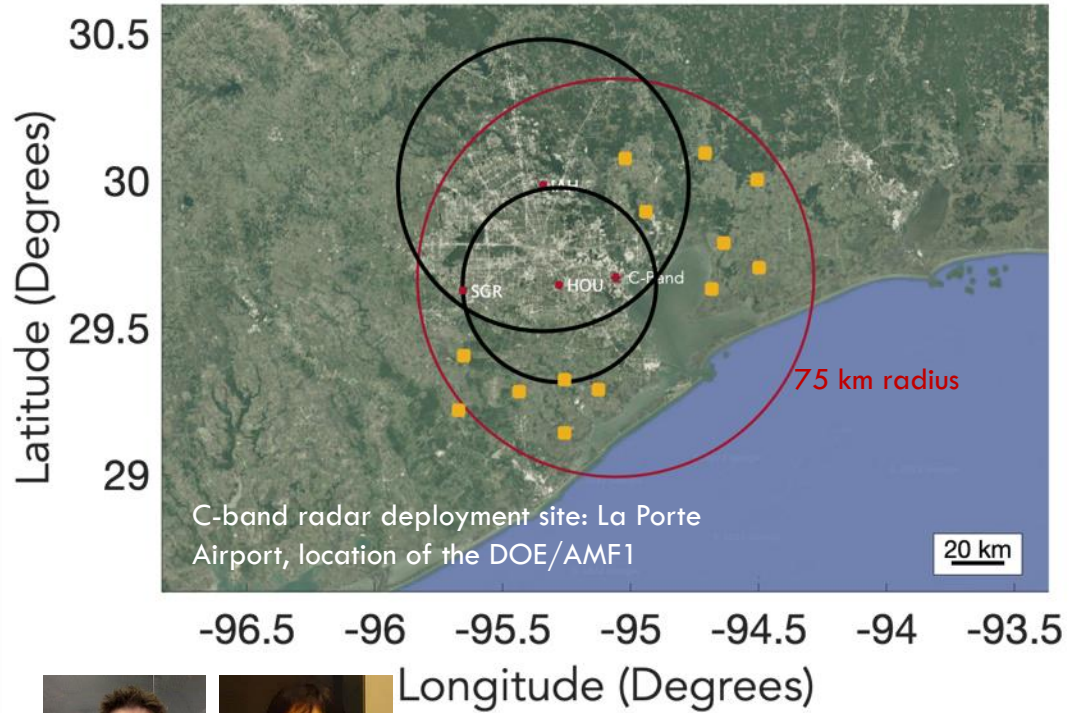 30.5
30
29.5
29
Latitude (Degrees)
IAH
HOU
C-Band
SGR
75 km radius
C-band radar deployment site: La Porte
Airport, location of the DOE/AMF1
20 km
-96.5 -96 -95.5 -95 -94.5 -94 -93.5
Longitude (Degrees)